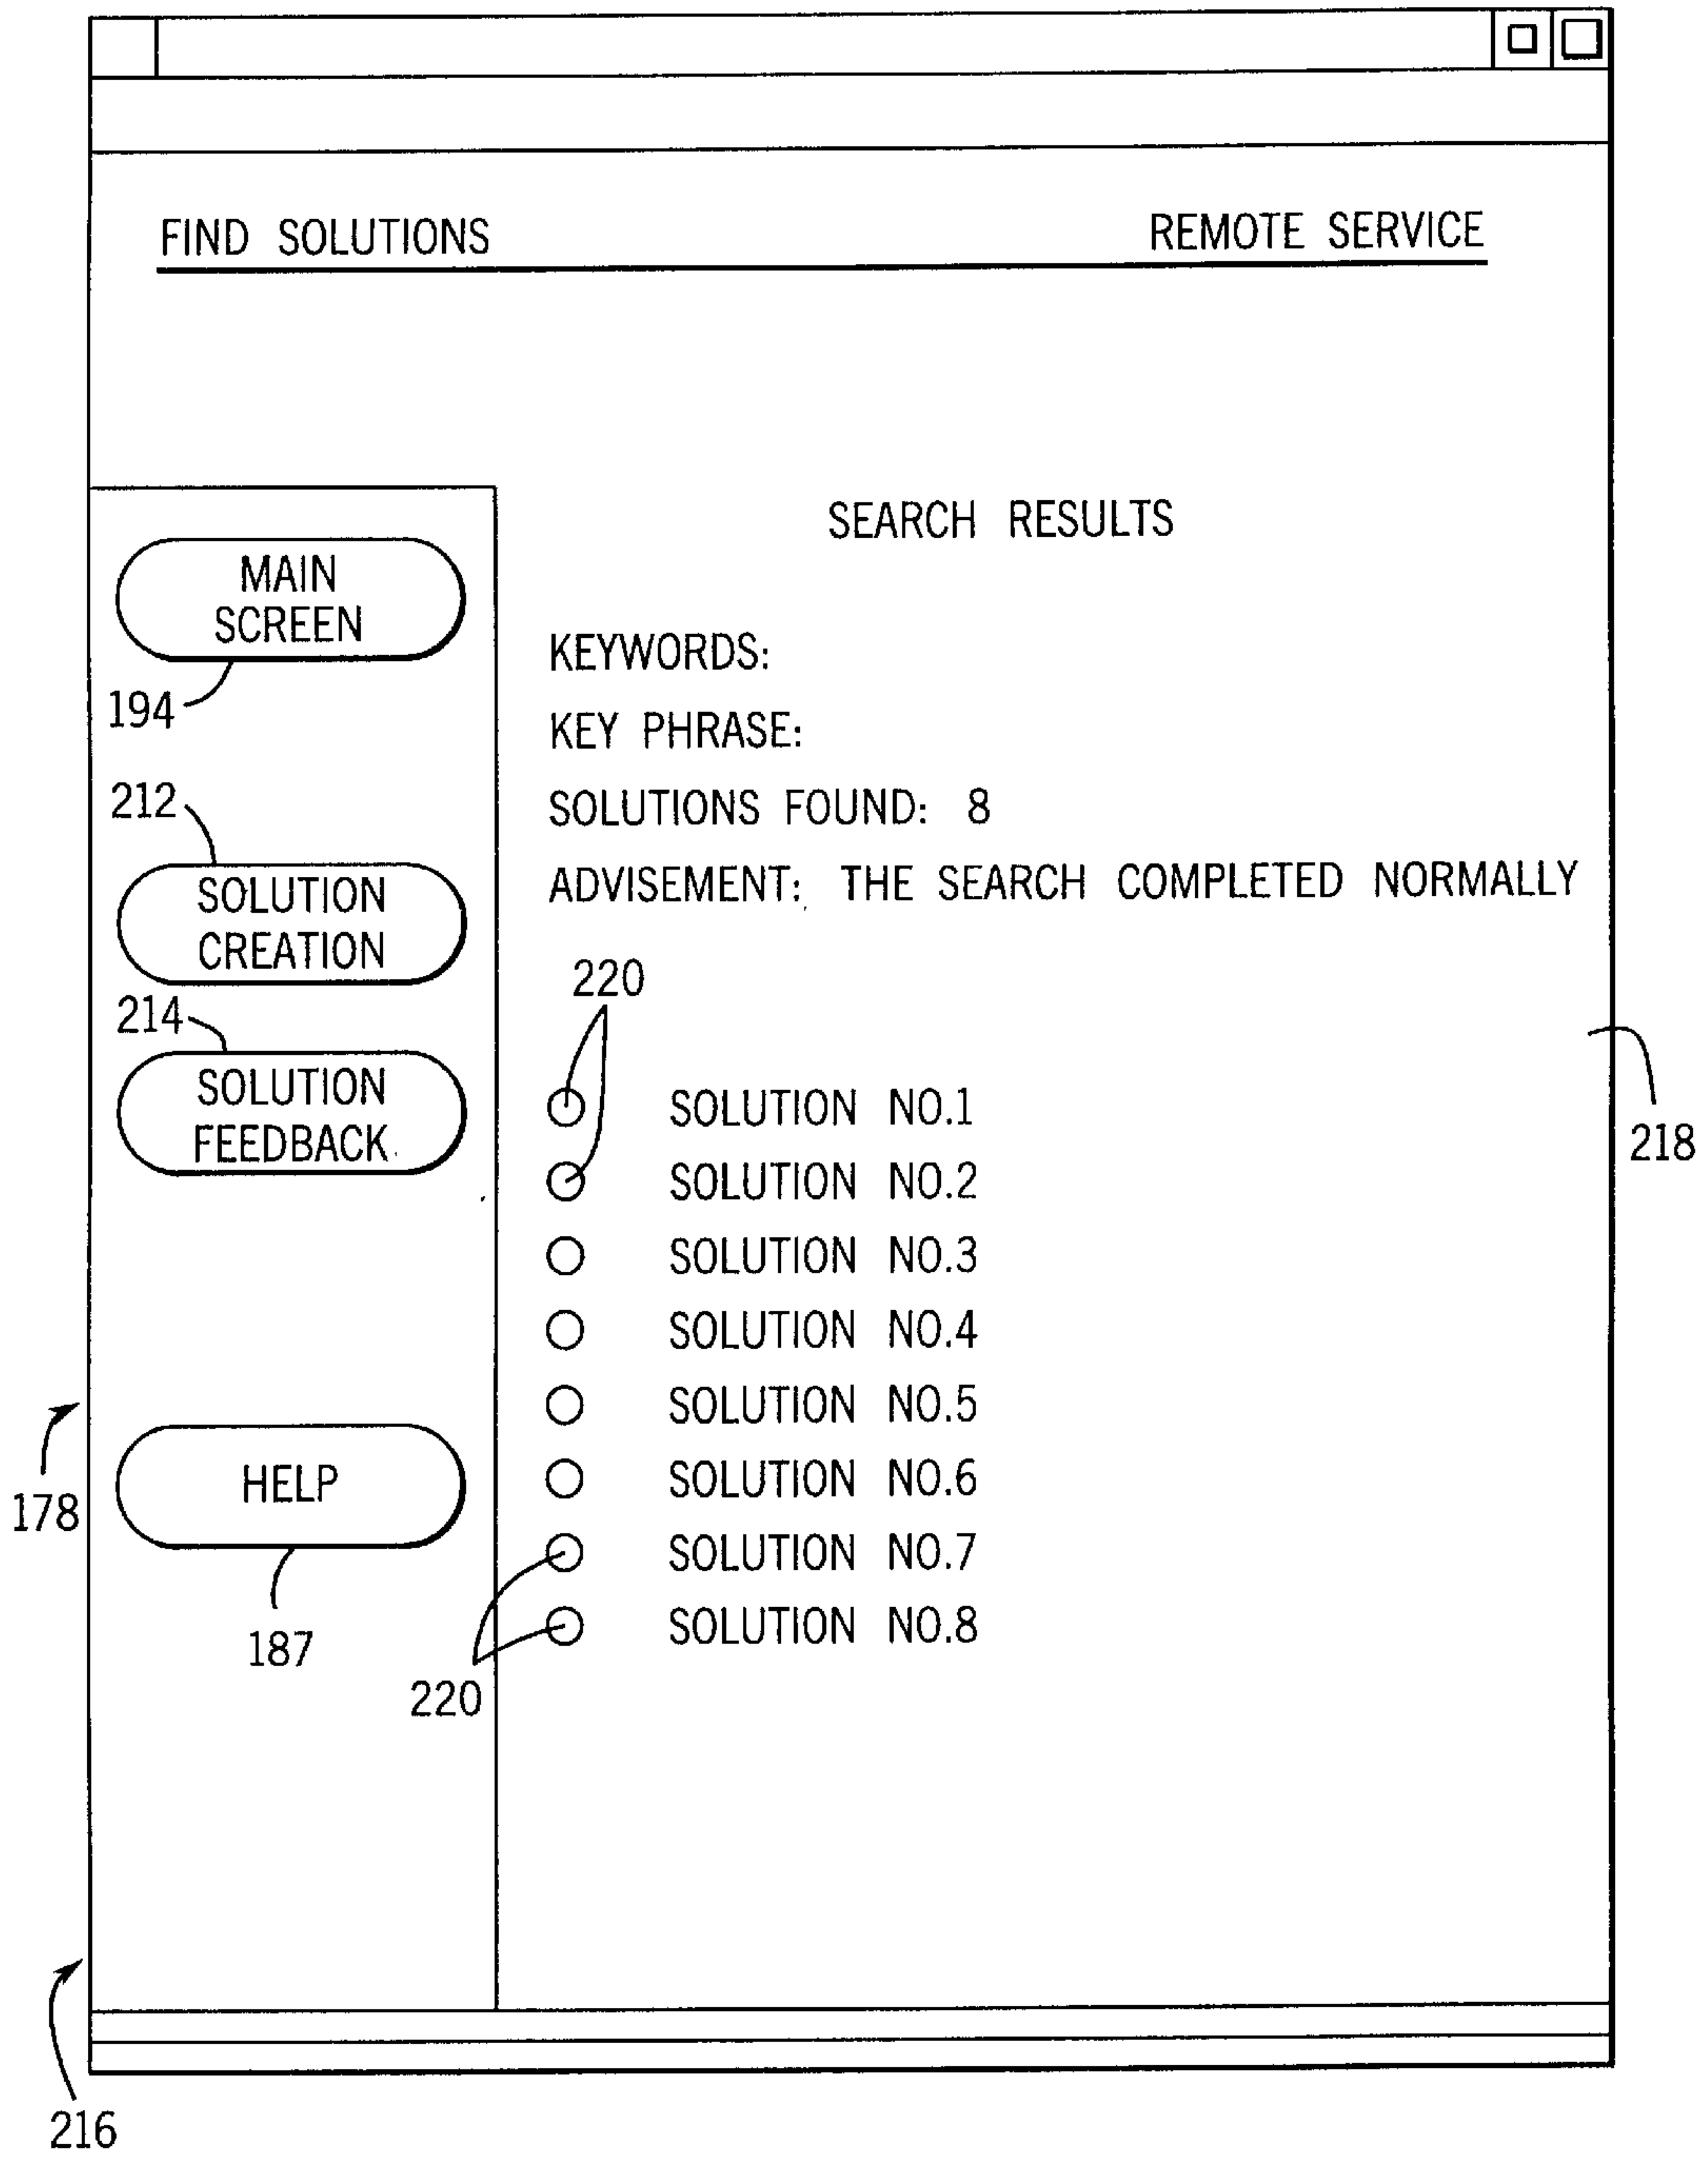 FIND SOLUTIONS
REMOTE SERVICE
SEARCH RESULTS
MAIN
SCREEN
194
KEYWORDS:
KEY PHRASE:
212
SOLUTIONS FOUND: 8
SOLUTION
CREATION
ADVISEMENT: THE SEARCH COMPLETED NORMALLY
220
214
SOLUTION
FEEDBACK
218
SOLUTION NO.1
SOLUTION NO.2
SOLUTION NO.3
SOLUTION NO.4
SOLUTION NO.5
SOLUTION NO.6
SOLUTION NO.7
SOLUTION NO.8
178
HELP
187
220
216